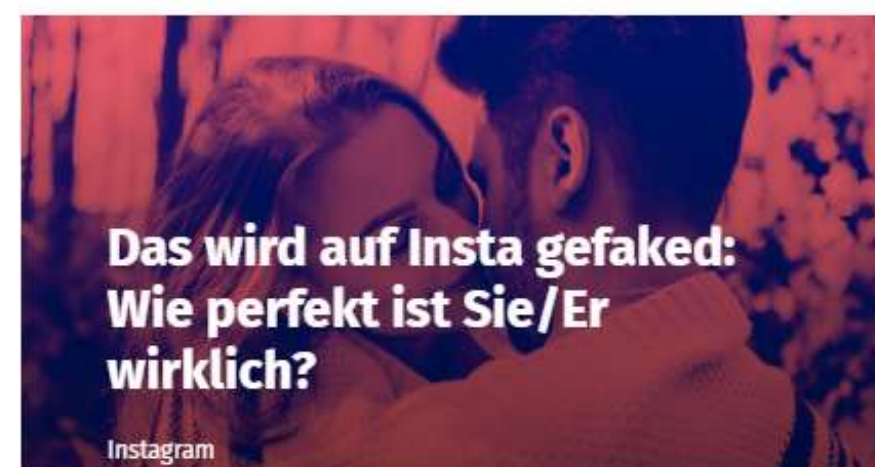 Das wird auf Insta gefaked:
Wie perfekt ist Sie/Er
wirklich?
Instagram